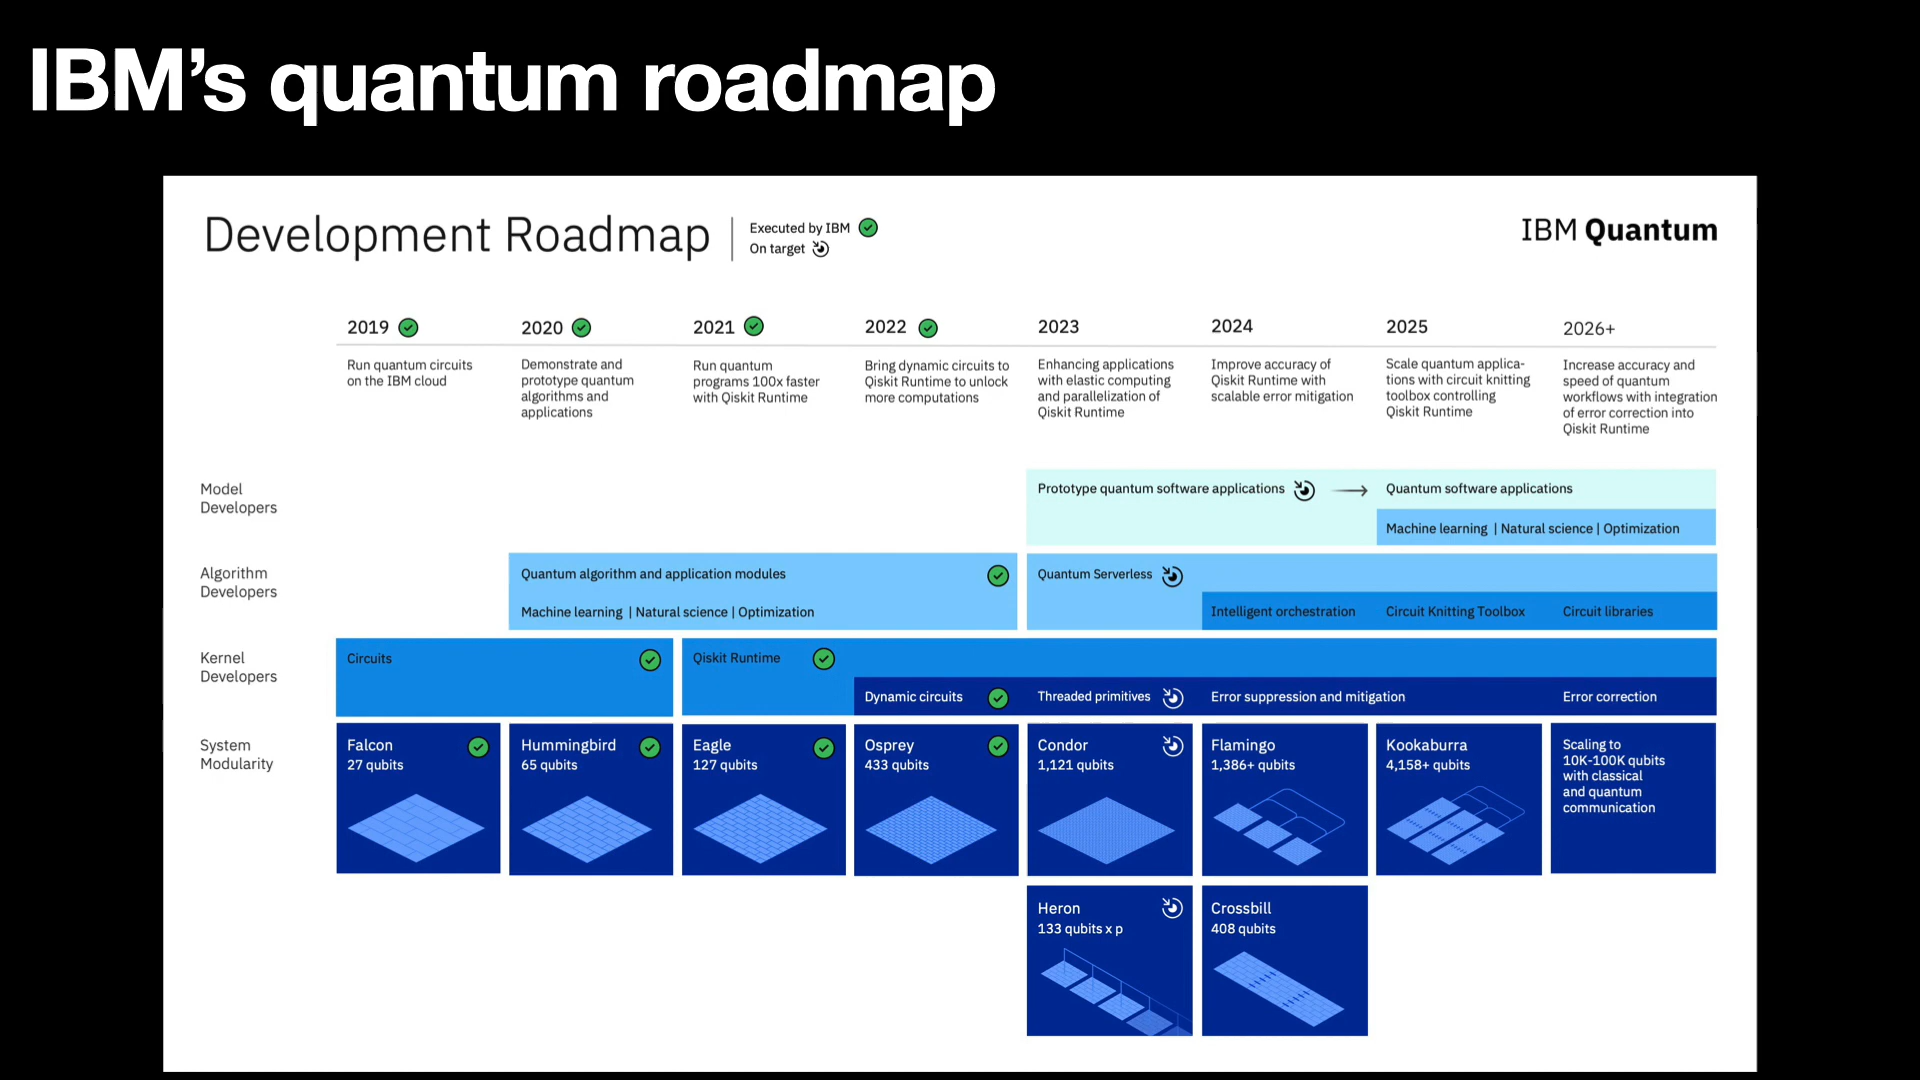 IBM’s quantum roadmap
Development Roadmap
Executed by IBM
On target
IBM Quantum
2019
2020
2021
2022
2023
2024
2025
2026+
Run quantum circuits
on the IBM cloud
Demonstrate and
prototype quantum
algorithms and
applications
Run quantum
programs 100x faster
with Qiskit Runtime
Bring dynamic circuits to
Qiskit Runtime to unlock
more computations
Enhancing applications
with elastic computing
and parallelization of
Qiskit Runtime
Improve accuracy of
Qiskit Runtime with
scalable error mitigation
Scale quantum applica-
tions with circuit knitting
toolbox controlling
Qiskit Runtime
Increase accuracy and
speed of quantum
workflows with integration
of error correction into
Qiskit Runtime
Model
Developers
Prototype quantum software applications
Quantum software applications
Machine learning | Natural science | Optimization
Algorithm
Developers
Quantum algorithm and application modules
Machine learning | Natural science | Optimization
Quantum Serverless
Intelligent orchestration
Circuit Knitting Toolbox
Circuit libraries
Kernel
Developers
Circuits
Qiskit Runtime
Dynamic circuits
Threaded primitives
Error suppression and mitigation
Error correction
System
Modularity
Falcon
27 qubits
Hummingbird
65 qubits
Eagle
127 qubits
Osprey
433 qubits
Condor
1,121 qubits
Flamingo
1,386+ qubits
Kookaburra
4,158+ qubits
Scaling to
10K-100K qubits
with classical
and quantum
communication
Heron
133 qubits x p
Crossbill
408 qubits